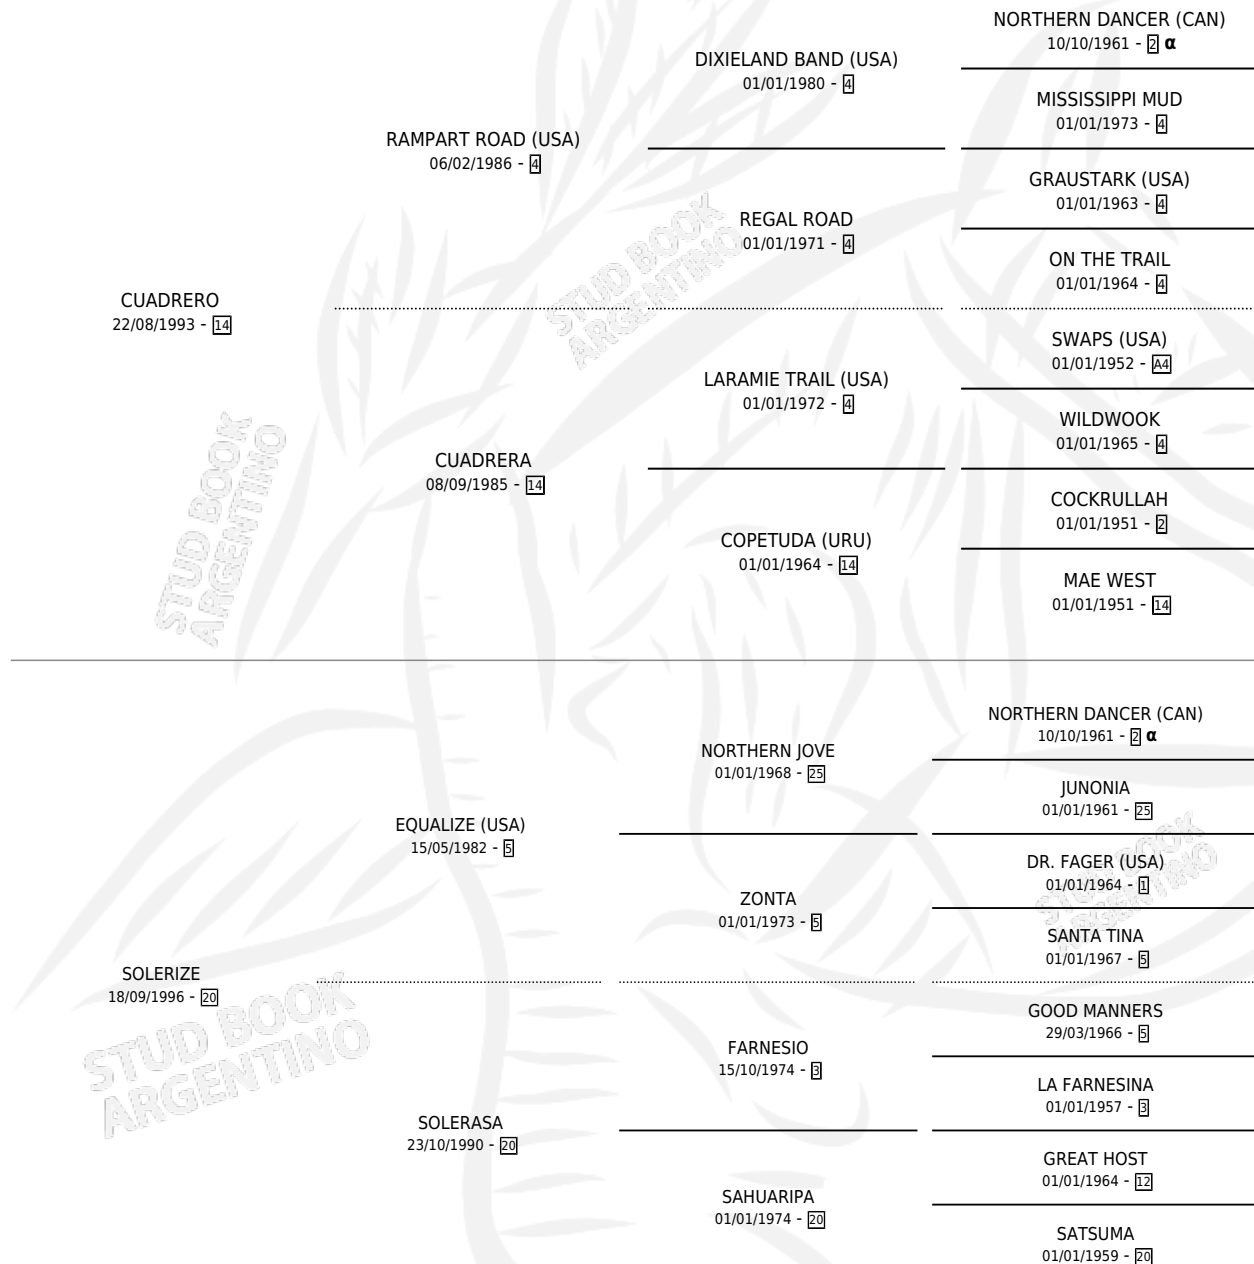 NORTHERN DANCER (CAN)
10/10/1961 - 2 α
DIXIELAND BAND (USA)
01/01/1980 - 4
MISSISSIPPI MUD
01/01/1973 - 4
RAMPART ROAD (USA)
06/02/1986 - 4
GRAUSTARK (USA)
01/01/1963 - 4
REGAL ROAD
01/01/1971 - 4
ON THE TRAIL
01/01/1964 - 4
CUADRERO
22/08/1993 - 14
SWAPS (USA)
01/01/1952 - A4
LARAMIE TRAIL (USA)
01/01/1972 - 4
WILDWOOK
01/01/1965 - 4
CUADRERA
08/09/1985 - 14
COCKRULLAH
01/01/1951 - 2
COPETUDA (URU)
01/01/1964 - 14
MAE WEST
01/01/1951 - 14
NORTHERN DANCER (CAN)
10/10/1961 - 2 α
NORTHERN JOVE
01/01/1968 - 25
JUNONIA
01/01/1961 - 25
EQUALIZE (USA)
15/05/1982 - 5
DR. FAGER (USA)
01/01/1964 - 1
ZONTA
01/01/1973 - 5
SANTA TINA
01/01/1967 - 5
SOLERIZE
18/09/1996 - 20
GOOD MANNERS
29/03/1966 - 5
FARNESIO
15/10/1974 - 3
LA FARNESINA
01/01/1957 - 3
SOLERASA
23/10/1990 - 20
GREAT HOST
01/01/1964 - 12
SAHUARIPA
01/01/1974 - 20
SATSUMA
01/01/1959 - 20
STUD BOOK
ARGENTINO
STUD BOOK
ARGENTINO
STUD BOOK
ARGENTINO
STUD BOOK
ARGENTINO